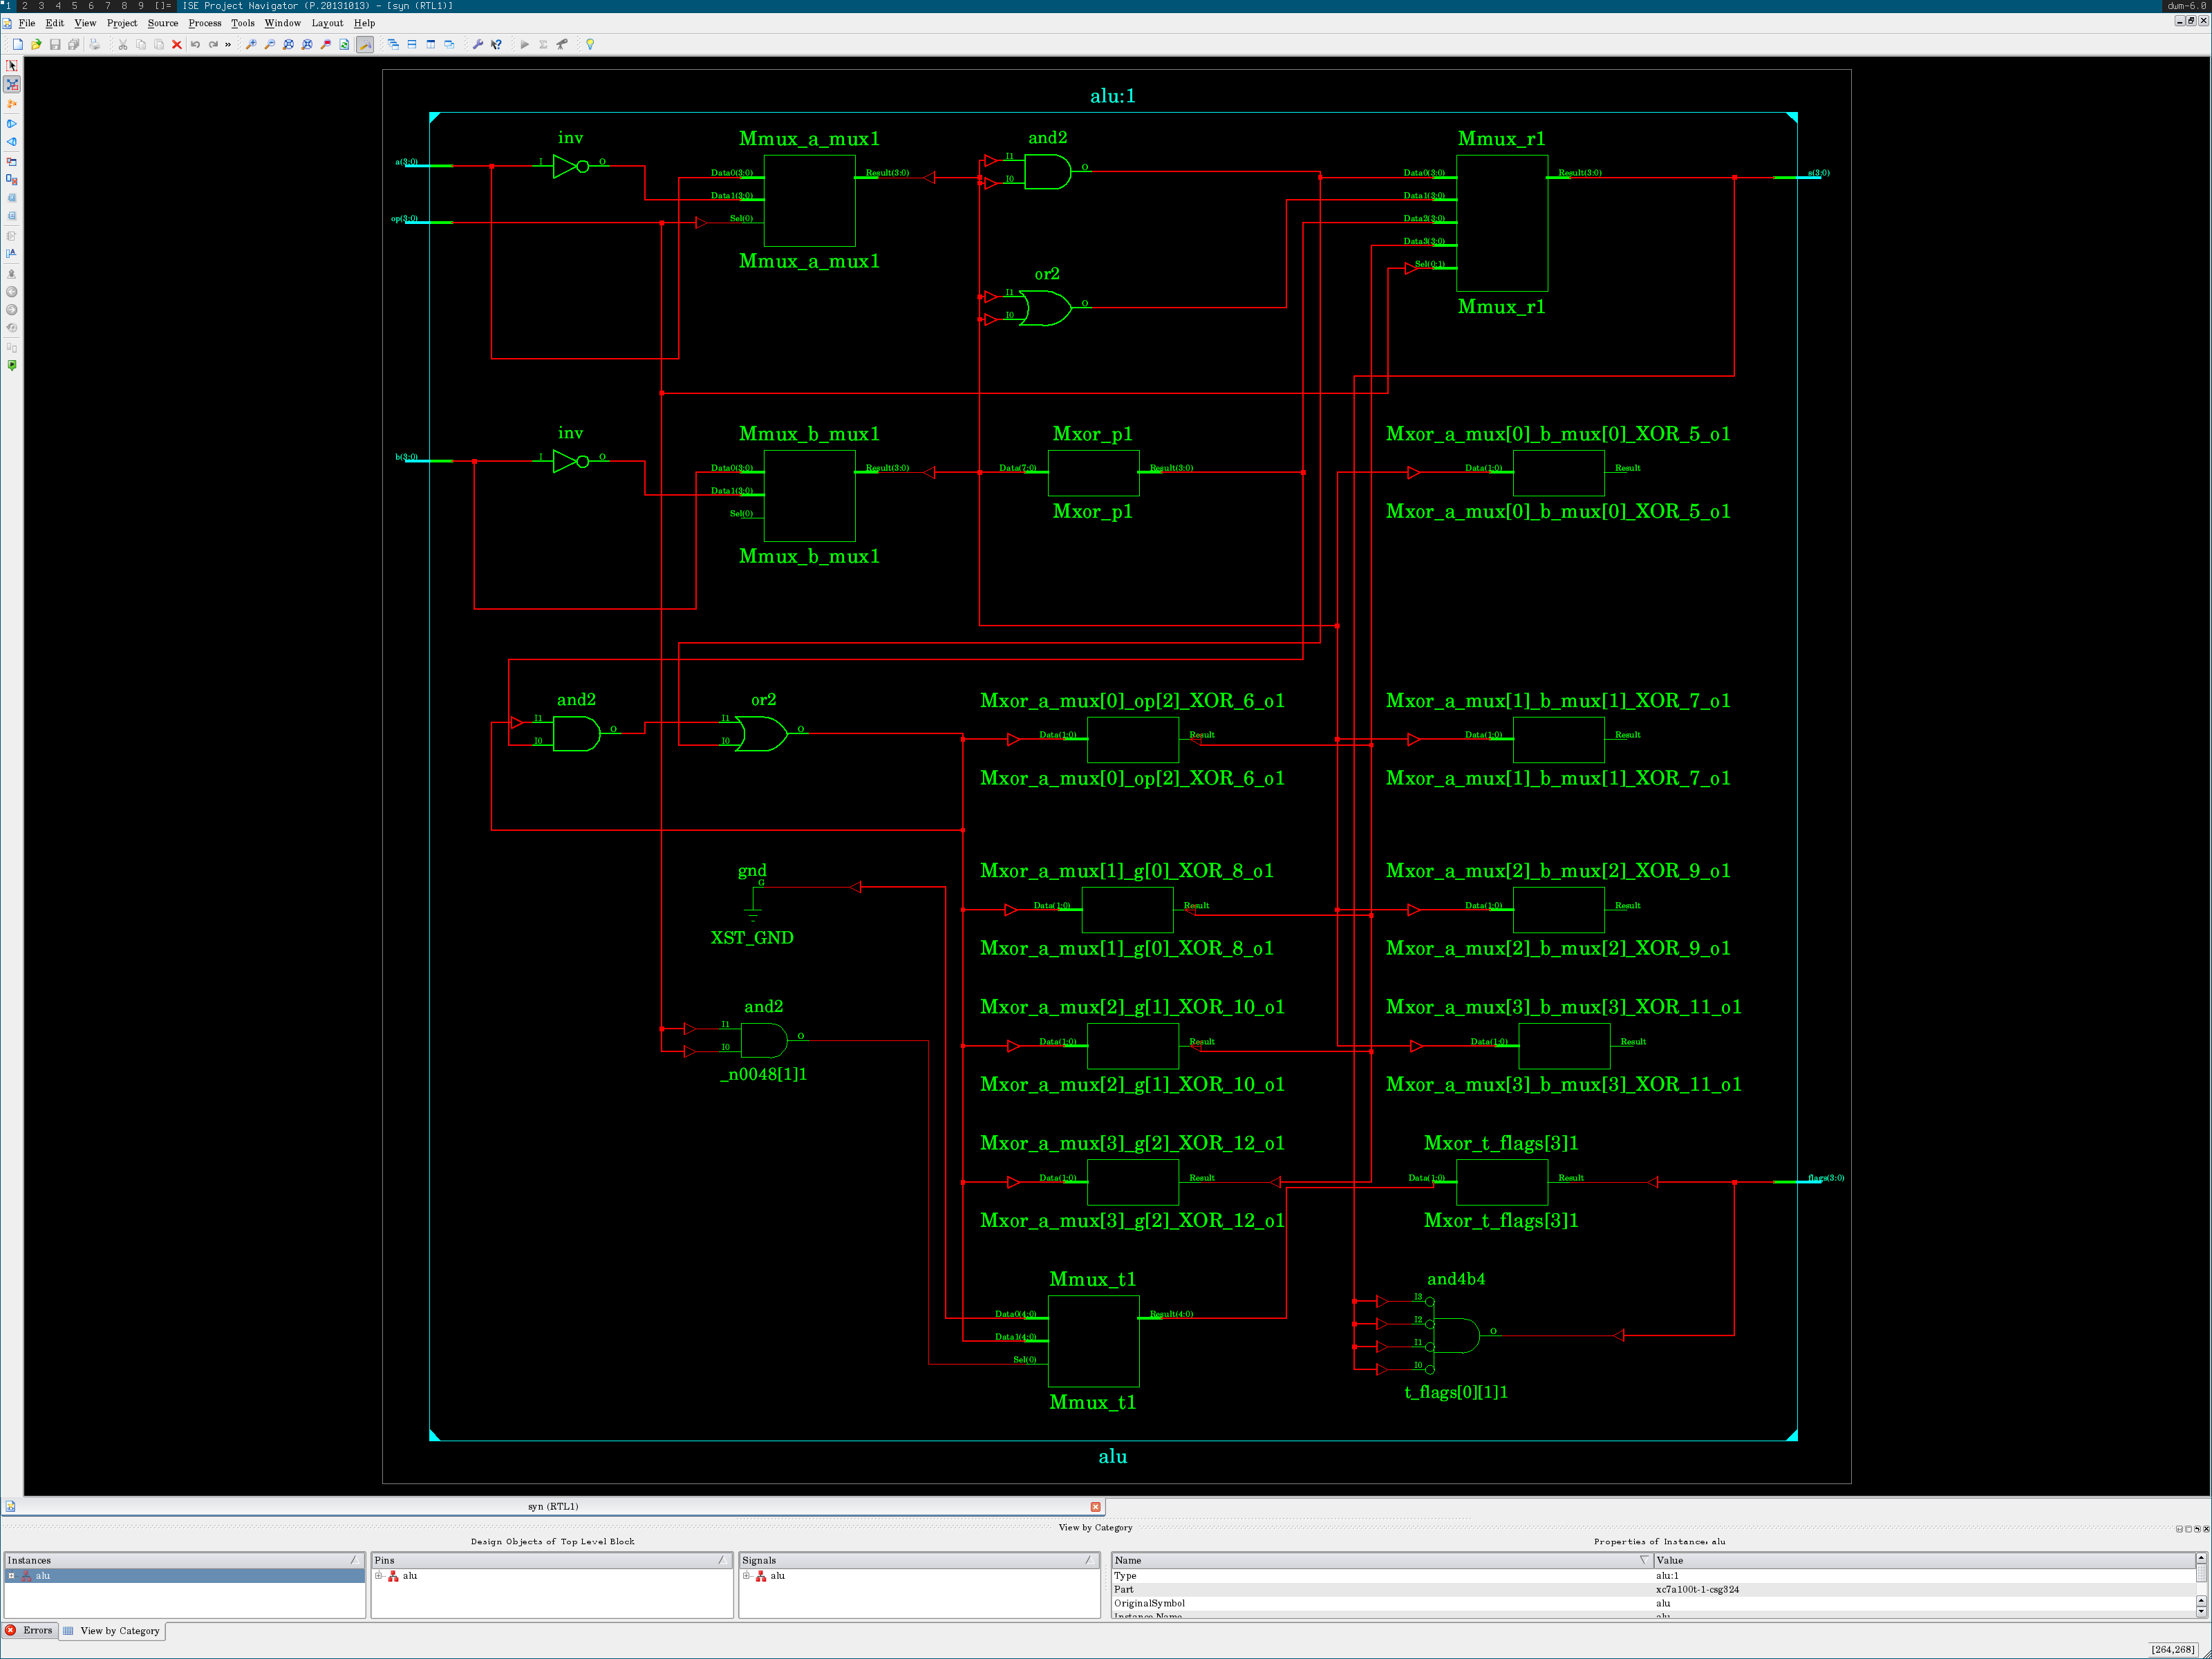 1 2 3 4 5 6 7 8 9 []= ISE Project Navigator (P.20131013) - [syn (RTL1)] dwm-6.0
File Edit View Project Source Process Tools Window Layout Help
alu:1
inv
Mmux_a_mux1
and2
Mmux_r1
a(3:0)
I O
Data0(3:0)
Data1(3:0)
Sel(0)
Result(3:0)
I1
I0
O
Data0(3:0)
Data1(3:0)
Data2(3:0)
Data3(3:0)
Sel(0:1)
Result(3:0)
s(3:0)
op(3:0)
Mmux_a_mux1
or2
I1
I0
O
Mmux_r1
inv
Mmux_b_mux1
Mxor_p1
Mxor_a_mux[0]_b_mux[0]_XOR_5_o1
b(3:0)
I O
Data0(3:0)
Data1(3:0)
Sel(0)
Result(3:0)
Data(7:0)
Result(3:0)
Data(1:0)
Result
Mxor_p1
Mxor_a_mux[0]_b_mux[0]_XOR_5_o1
Mmux_b_mux1
and2
or2
Mxor_a_mux[0]_op[2]_XOR_6_o1
Mxor_a_mux[1]_b_mux[1]_XOR_7_o1
I1
I0
O
I1
I0
O
Data(1:0)
Result
Data(1:0)
Result
Mxor_a_mux[0]_op[2]_XOR_6_o1
Mxor_a_mux[1]_b_mux[1]_XOR_7_o1
gnd
G
XST_GND
Mxor_a_mux[1]_g[0]_XOR_8_o1
Mxor_a_mux[2]_b_mux[2]_XOR_9_o1
Data(1:0)
Result
Data(1:0)
Result
Mxor_a_mux[1]_g[0]_XOR_8_o1
Mxor_a_mux[2]_b_mux[2]_XOR_9_o1
and2
Mxor_a_mux[2]_g[1]_XOR_10_o1
Mxor_a_mux[3]_b_mux[3]_XOR_11_o1
I1
I0
O
Data(1:0)
Result
Data(1:0)
Result
_n0048[1]1
Mxor_a_mux[2]_g[1]_XOR_10_o1
Mxor_a_mux[3]_b_mux[3]_XOR_11_o1
Mxor_a_mux[3]_g[2]_XOR_12_o1
Mxor_t_flags[3]1
Data(1:0)
Result
Data(1:0)
Result
flags(3:0)
Mxor_a_mux[3]_g[2]_XOR_12_o1
Mxor_t_flags[3]1
Mmux_t1
and4b4
Data0(4:0)
Data1(4:0)
Sel(0)
Result(4:0)
I3
I2
I1
I0
O
Mmux_t1
t_flags[0][1]1
alu
syn (RTL1)
View by Category
Design Objects of Top Level Block
Properties of Instance: alu
Instances Pins Signals Name Value
alu alu alu Type alu:1
Part xc7a100t-1-csg324
OriginalSymbol alu
Instance Name alu
Errors View by Category
[264,268]